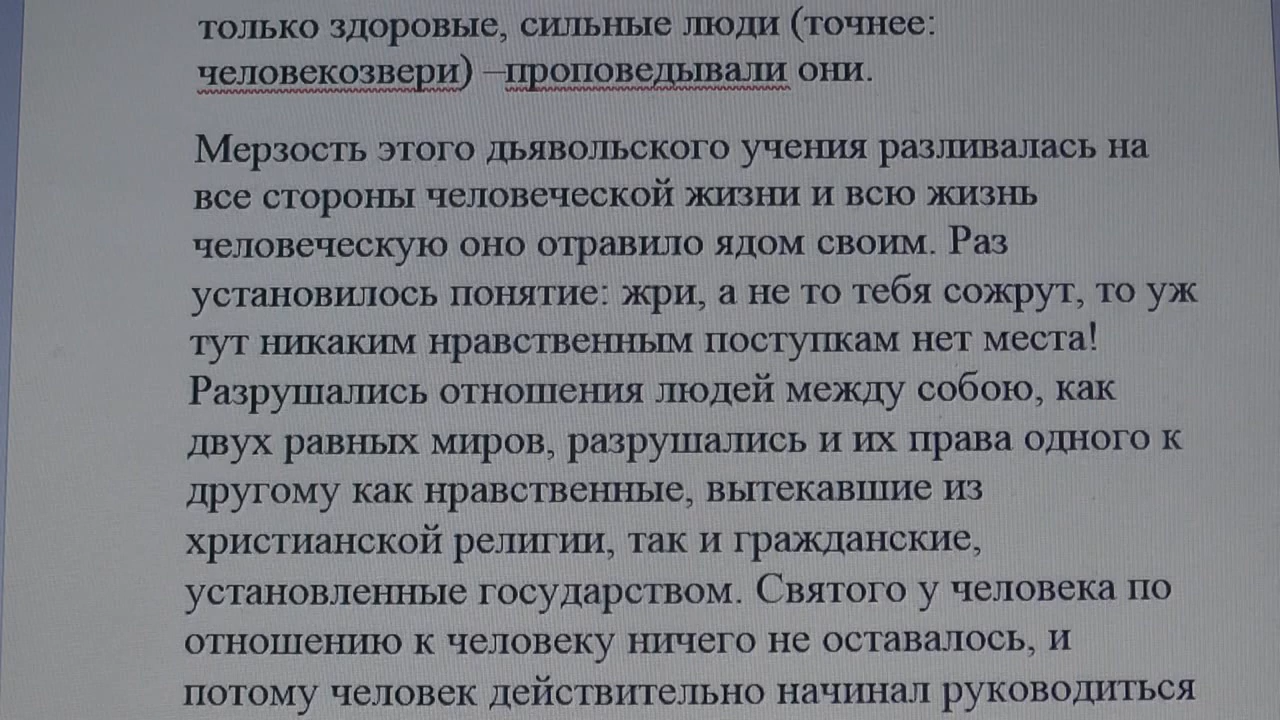 только здоровые, сильные люди (точнее:
человекозвери) –проповедывали они.
Мерзость этого дьявольского учения разливалась на
все стороны человеческой жизни и всю жизнь
человеческую оно отравило ядом своим. Раз
установилось понятие: жри, а не то тебя сожрут, то уж
тут никаким нравственным поступкам нет места!
Разрушались отношения людей между собою, как
двух равных миров, разрушались и их права одного к
другому как нравственные, вытекавшие из
христианской религии, так и гражданские,
установленные государством. Святого у человека по
отношению к человеку ничего не оставалось, и
потому человек действительно начинал руководиться